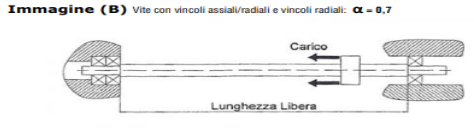 Immagine (B) Vite con vincoli assiali/radiali e vincoli radiali: α = 0,7
Carico
Lunghezza Libera